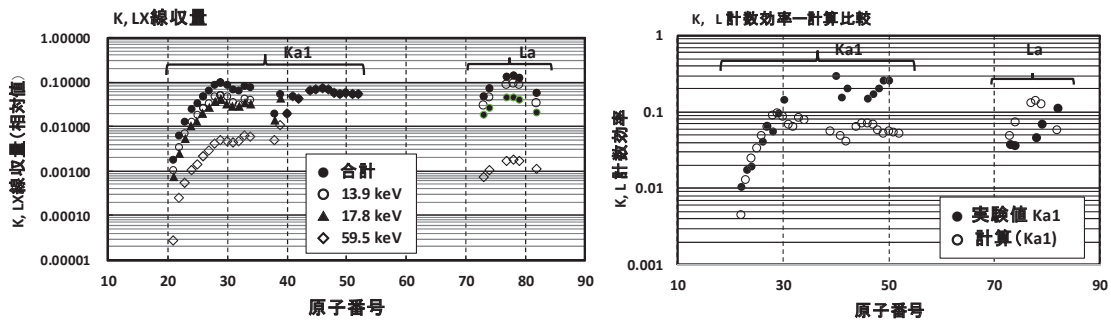 K, LX線収量
Ka1
La
1.00000
0.10000
0.01000
0.00100
0.00010
0.00001
K, LX線収量(相対値)
合計
13.9 keV
17.8 keV
59.5 keV
10 20 30 40 50 60 70 80 90
原子番号
K, L 計数効率ー計算比較
Ka1
La
1
0.1
0.01
0.001
K, L 計数効率
実験値 Ka1
計算(Ka1)
10 30 50 70 90
原子番号